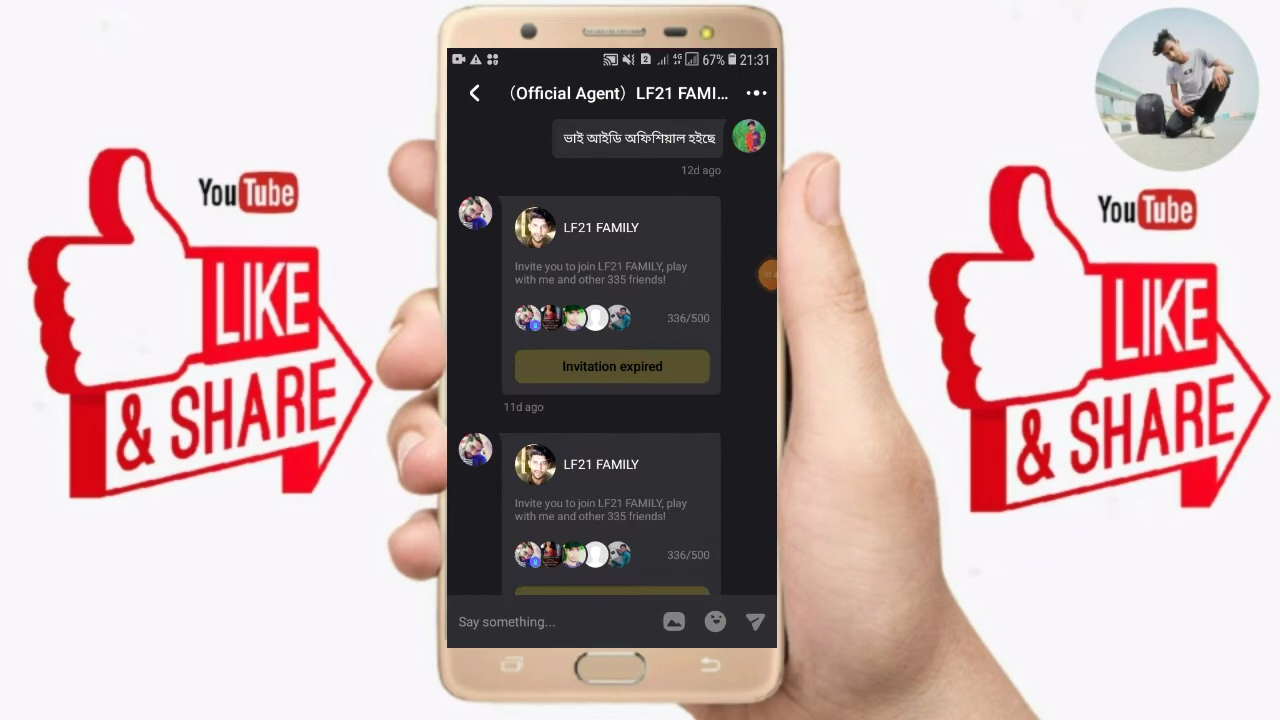 67% 21:31
(Official Agent) LF21 FAMI...
ভাই আইডি অফিশিয়াল হইছে
12d ago
LF21 FAMILY
Invite you to join LF21 FAMILY, play
with me and other 335 friends!
336/500
Invitation expired
11d ago
LF21 FAMILY
Invite you to join LF21 FAMILY, play
with me and other 335 friends!
336/500
Say something...
YouTube
LIKE
& SHARE
YouTube
LIKE
& SHARE